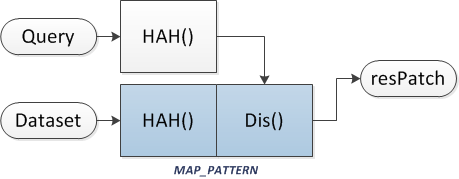 Query
HAH()
resPatch
Dataset
HAH()
Dis()
MAP_PATTERN